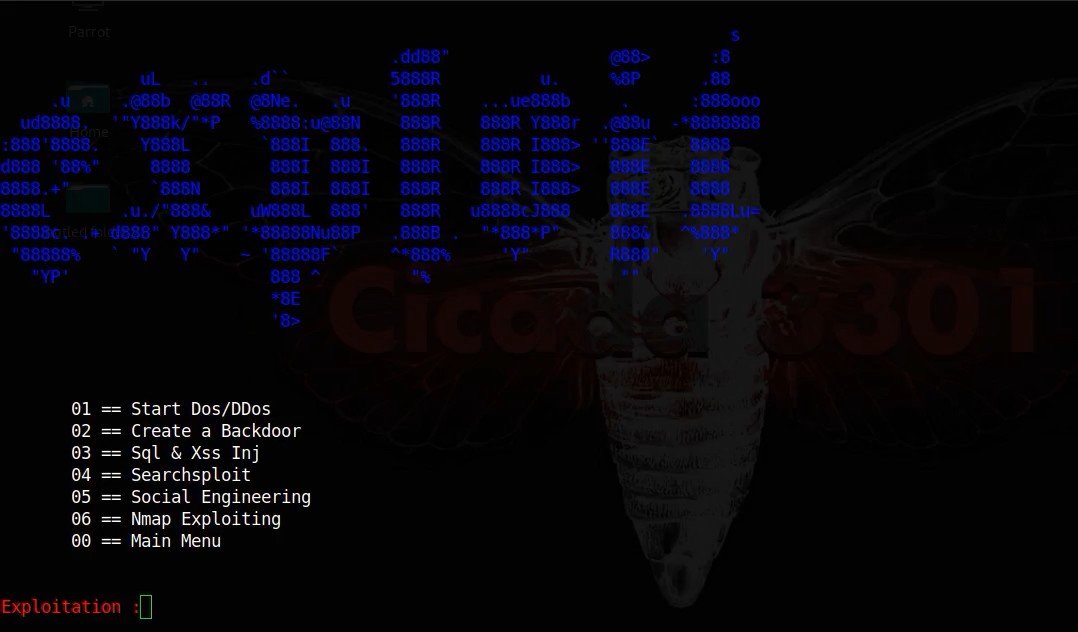 Parrot
Home
exploit
Cicada 3301
01 == Start Dos/DDos
02 == Create a Backdoor
03 == Sql & Xss Inj
04 == Searchsploit
05 == Social Engineering
06 == Nmap Exploiting
00 == Main Menu
Exploitation :